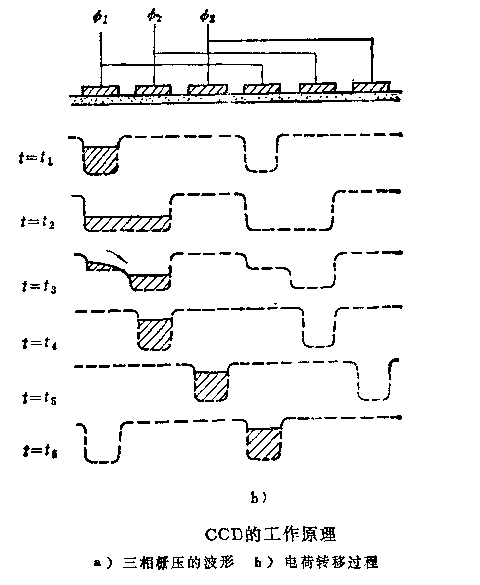 ϕ1 ϕ2 ϕ3
t=t1
t=t2
t=t3
t=t4
t=t5
t=t6
b)
CCD的工作原理
a) 三相栅压的波形 b) 电荷转移过程